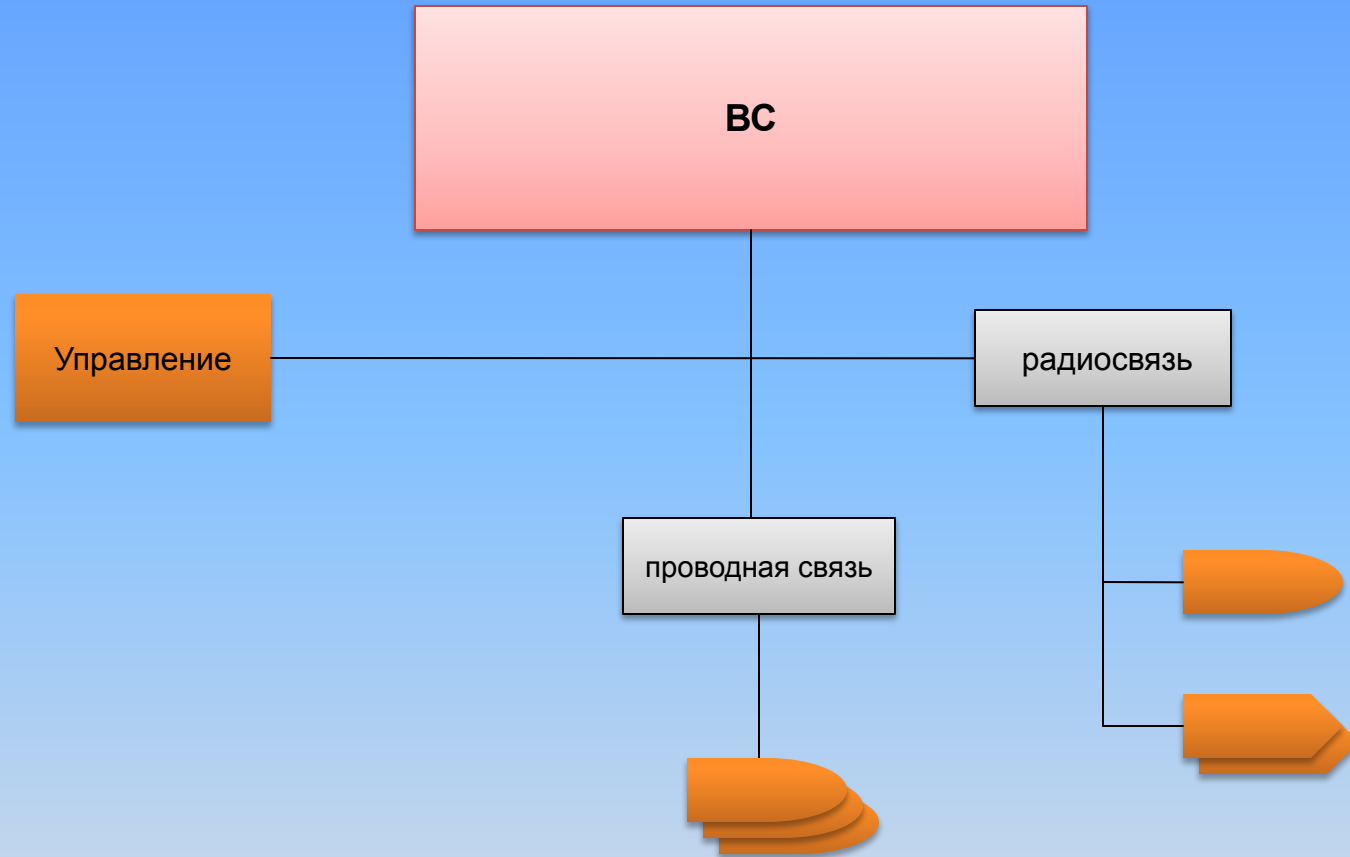 ВС
Управление
радиосвязь
проводная связь